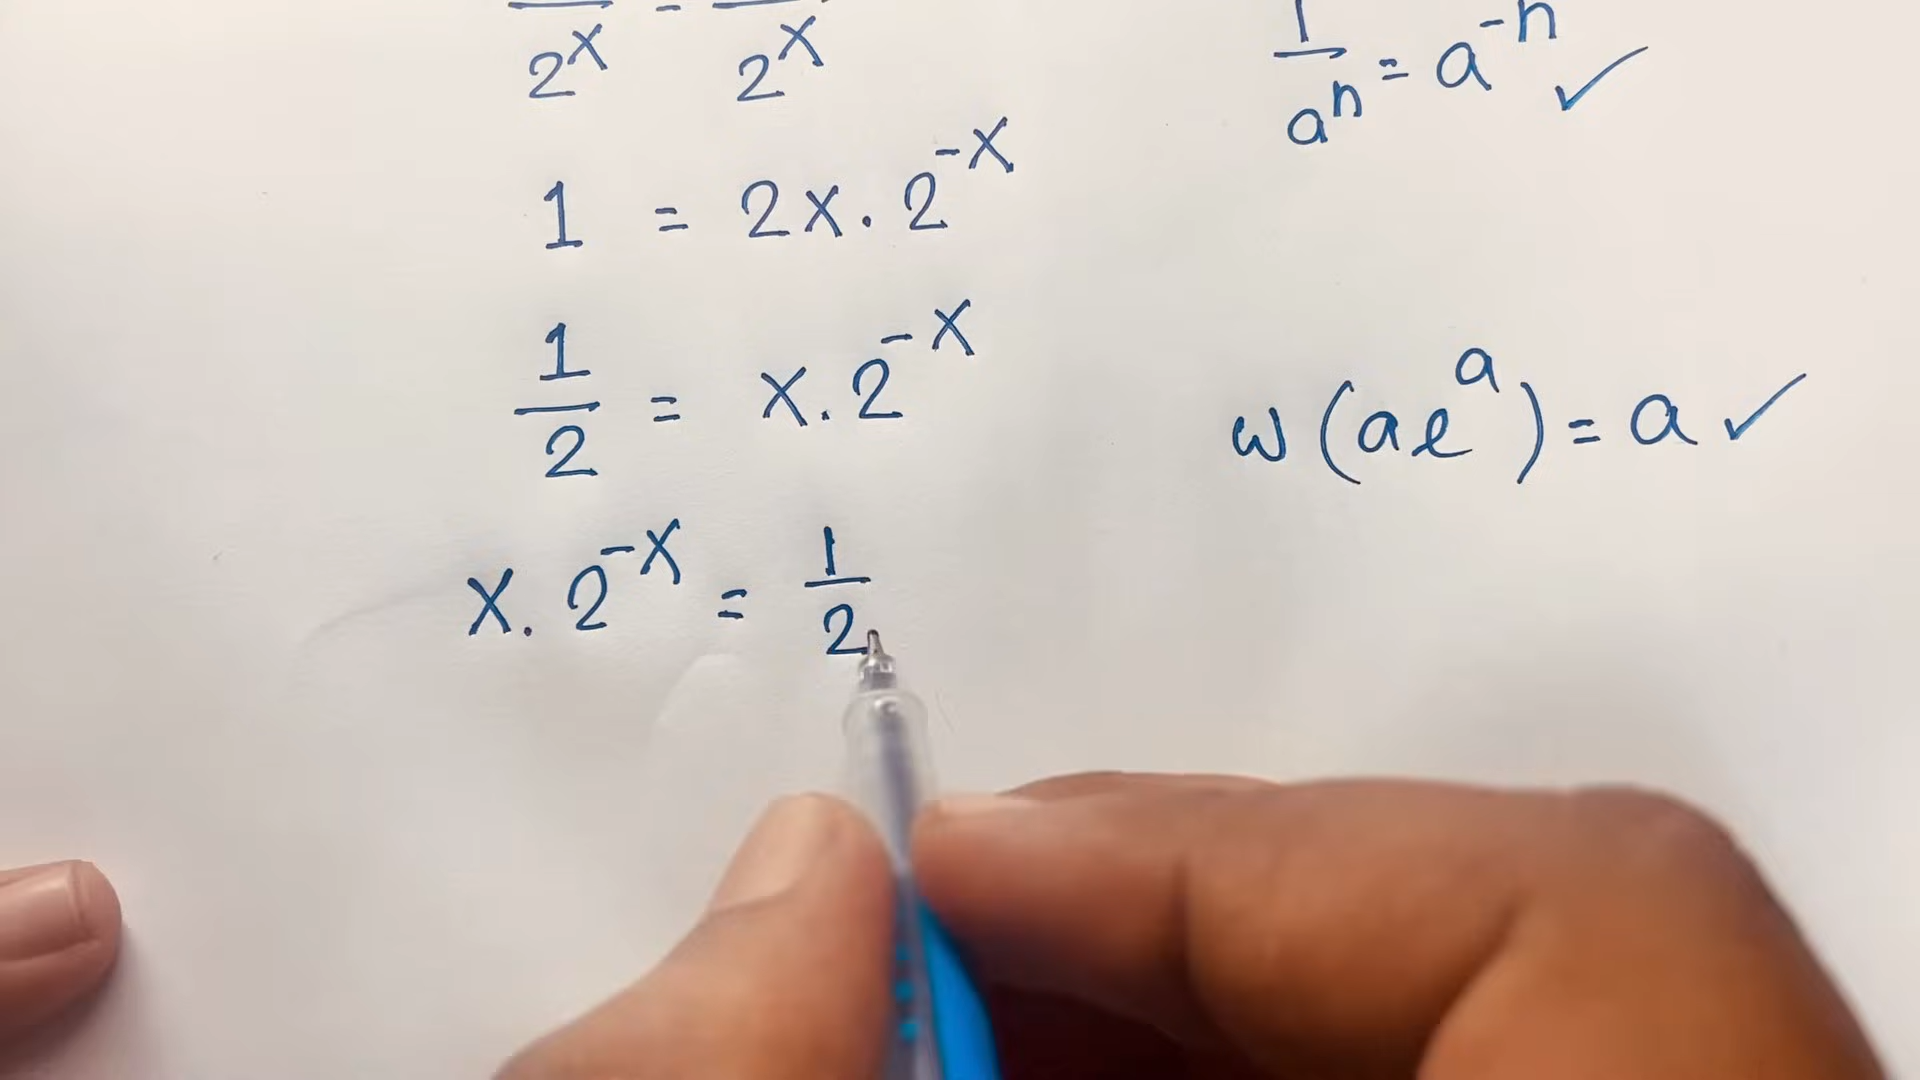 2^x = 2^x
1 = 2x . 2^-x
1/2 = x . 2^-x
x . 2^-x = 1/2
1/a^n = a^-n ✓
w(ae^a) = a ✓